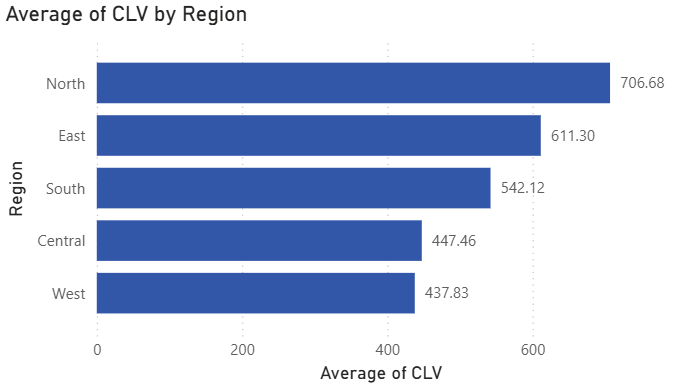 Average of CLV by Region
Region
North 706.68
East 611.30
South 542.12
Central 447.46
West 437.83
0 200 400 600
Average of CLV